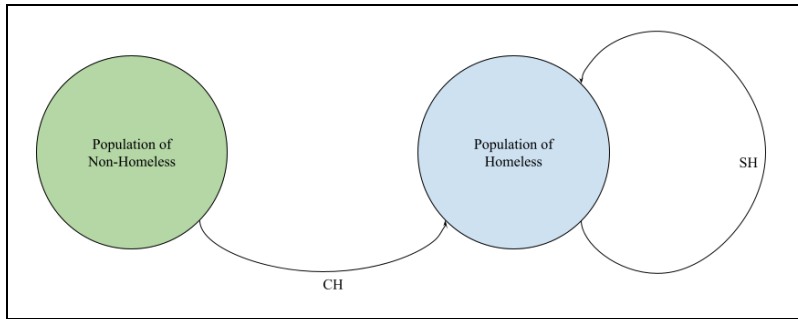 Population of
Non-Homeless
Population of
Homeless
SH
CH